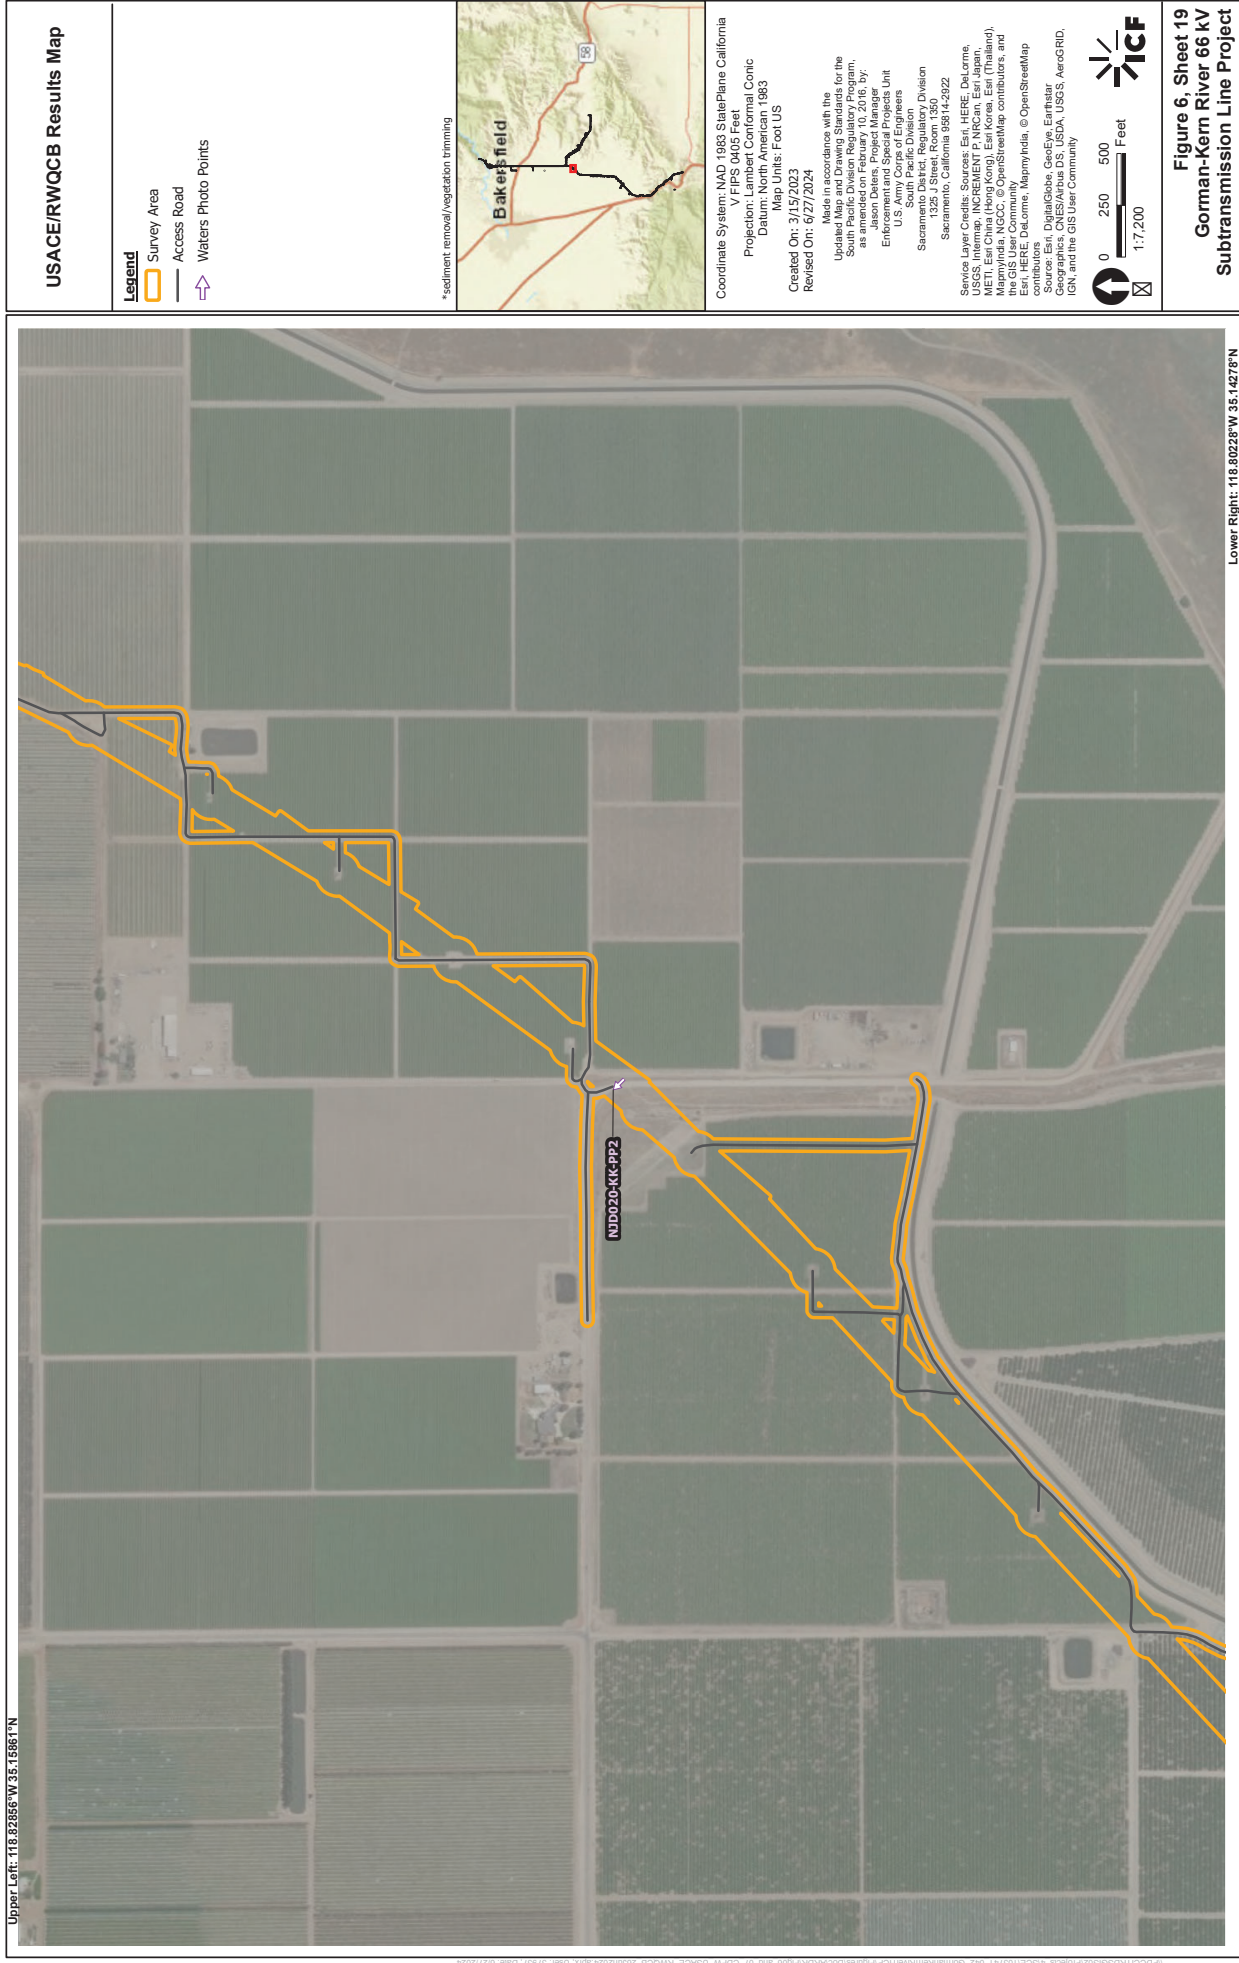 USACE/RWQCB Results Map
Legend
Survey Area
Access Road
Waters Photo Points
*sediment removal/vegetation trimming
Bakersfield
58
Coordinate System: NAD 1983 StatePlane California
V FIPS 0405 Feet
Projection: Lambert Conformal Conic
Datum: North American 1983
Map Units: Foot US
Created On: 3/15/2023
Revised On: 6/27/2024
Made in accordance with the
Updated Map and Drawing Standards for the
South Pacific Division Regulatory Program,
as amended on February 10, 2016, by:
Jason Deters, Project Manager
Enforcement and Special Projects Unit
U.S. Army Corps of Engineers
South Pacific Division
Sacramento District, Regulatory Division
1325 J Street, Room 1350
Sacramento, California 95814-2922
Service Layer Credits: Sources: Esri, HERE, DeLorme,
USGS, Intermap, INCREMENT P, NRCan, Esri Japan,
METI, Esri China (Hong Kong), Esri Korea, Esri (Thailand),
MapmyIndia, NGCC, © OpenStreetMap contributors, and
the GIS User Community
Esri, HERE, DeLorme, MapmyIndia, © OpenStreetMap
contributors
Source: Esri, DigitalGlobe, GeoEye, Earthstar
Geographics, CNES/Airbus DS, USDA, USGS, AeroGRID,
IGN, and the GIS User Community
0 250 500
Feet
1:7,200
ICF
Figure 6, Sheet 19
Gorman-Kern River 66 kV
Subtransmission Line Project
Upper Left: 118.82856°W 35.15861°N
NJD020-KK-PP2
Lower Right: 118.80228°W 35.14278°N